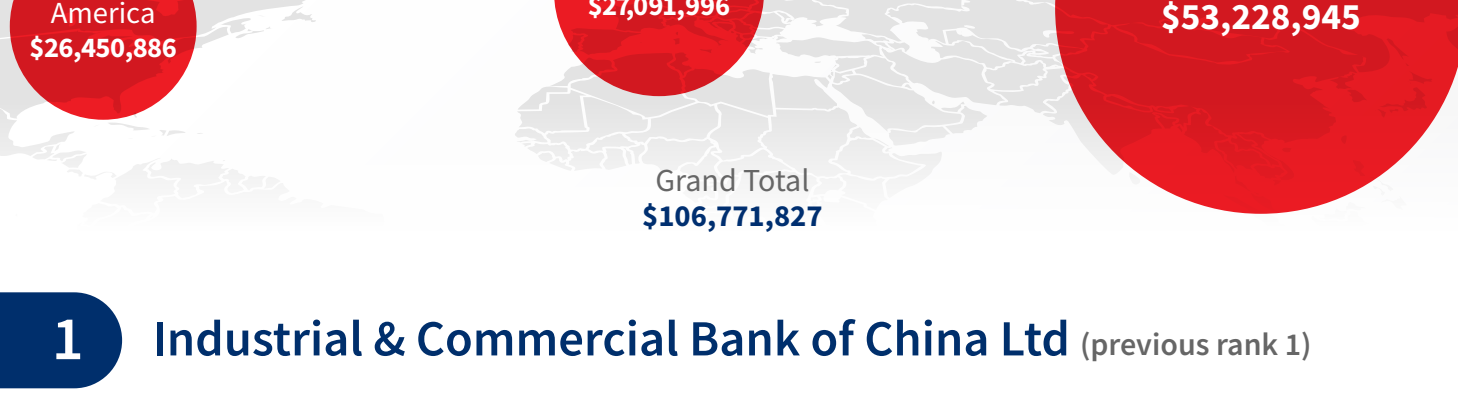 America
$26,450,886
$27,091,996
$53,228,945
Grand Total
$106,771,827
1
Industrial & Commercial Bank of China Ltd (previous rank 1)